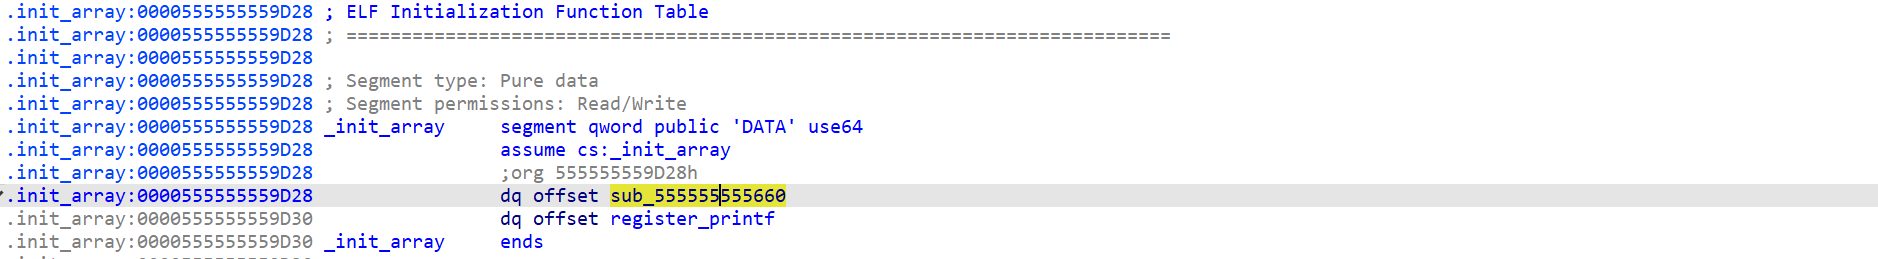 .init_array:0000555555559D28 ; ELF Initialization Function Table
.init_array:0000555555559D28 ; ===========================================================================
.init_array:0000555555559D28
.init_array:0000555555559D28 ; Segment type: Pure data
.init_array:0000555555559D28 ; Segment permissions: Read/Write
.init_array:0000555555559D28 _init_array     segment qword public 'DATA' use64
.init_array:0000555555559D28                 assume cs:_init_array
.init_array:0000555555559D28                 ;org 555555559D28h
.init_array:0000555555559D28                 dq offset sub_555555555660
.init_array:0000555555559D30                 dq offset register_printf
.init_array:0000555555559D30 _init_array     ends